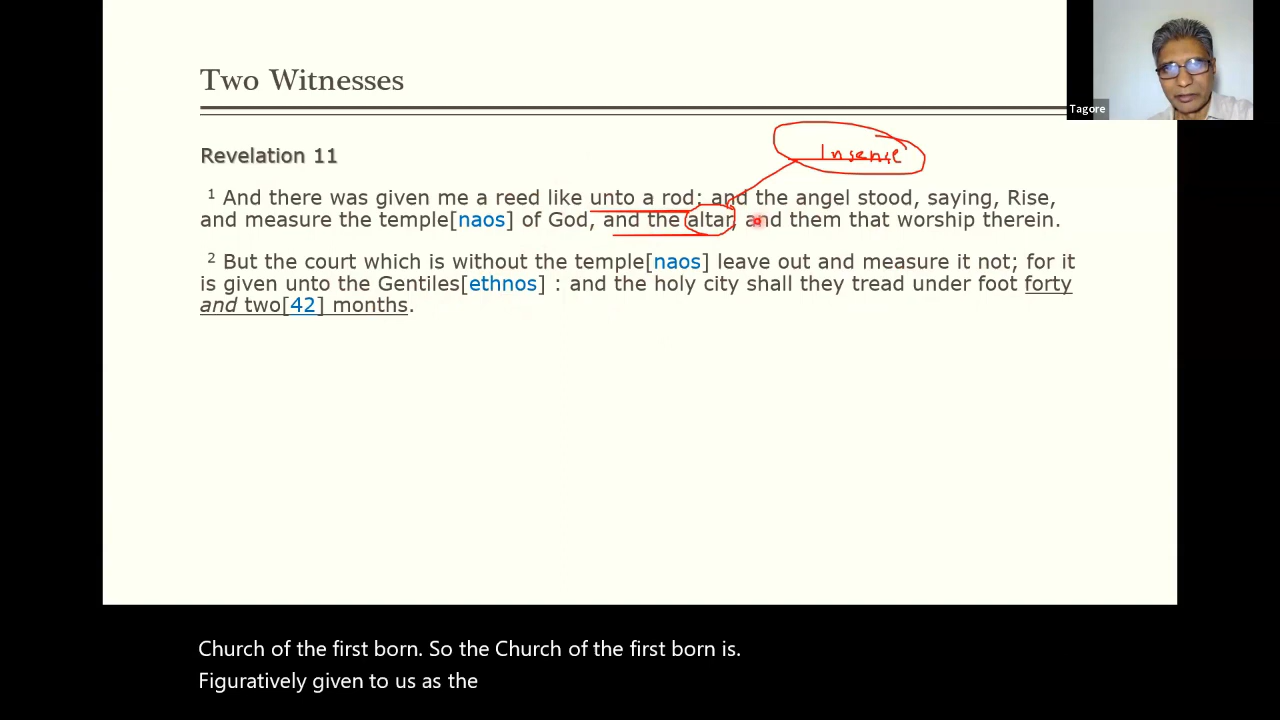 Two Witnesses
Tagore
Revelation 11
Insense
1 And there was given me a reed like unto a rod: and the angel stood, saying, Rise,
and measure the temple[naos] of God, and the altar, and them that worship therein.
2 But the court which is without the temple[naos] leave out and measure it not; for it
is given unto the Gentiles[ethnos] : and the holy city shall they tread under foot forty
and two[42] months.
Church of the first born. So the Church of the first born is.
Figuratively given to us as the